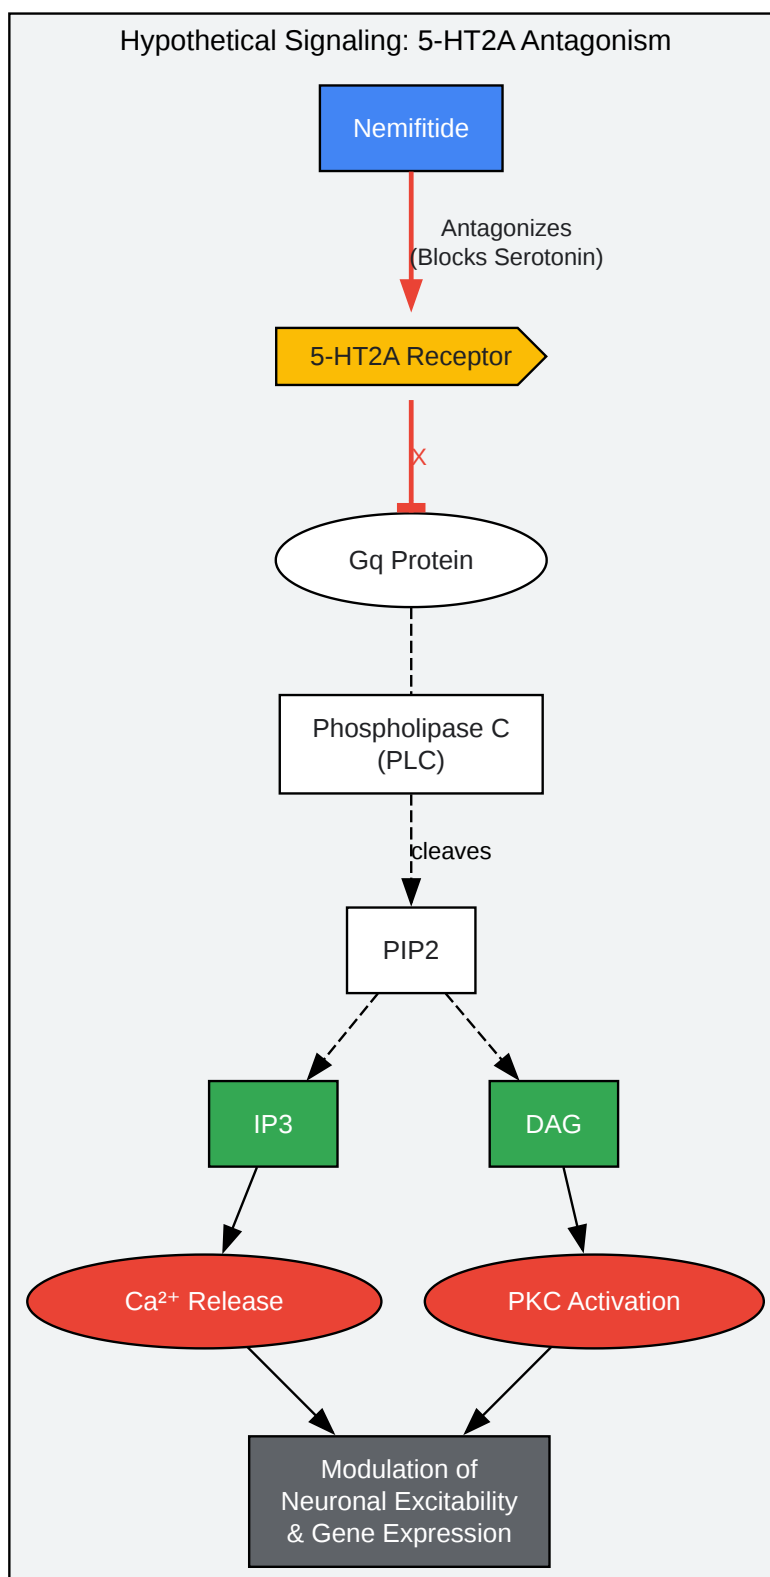 Hypothetical Signaling: 5-HT2A Antagonism
Nemifitide
Antagonizes
(Blocks Serotonin)
5-HT2A Receptor
X
Gq Protein
Phospholipase C
(PLC)
cleaves
PIP2
IP3
DAG
Ca²⁺ Release
PKC Activation
Modulation of
Neuronal Excitability
& Gene Expression